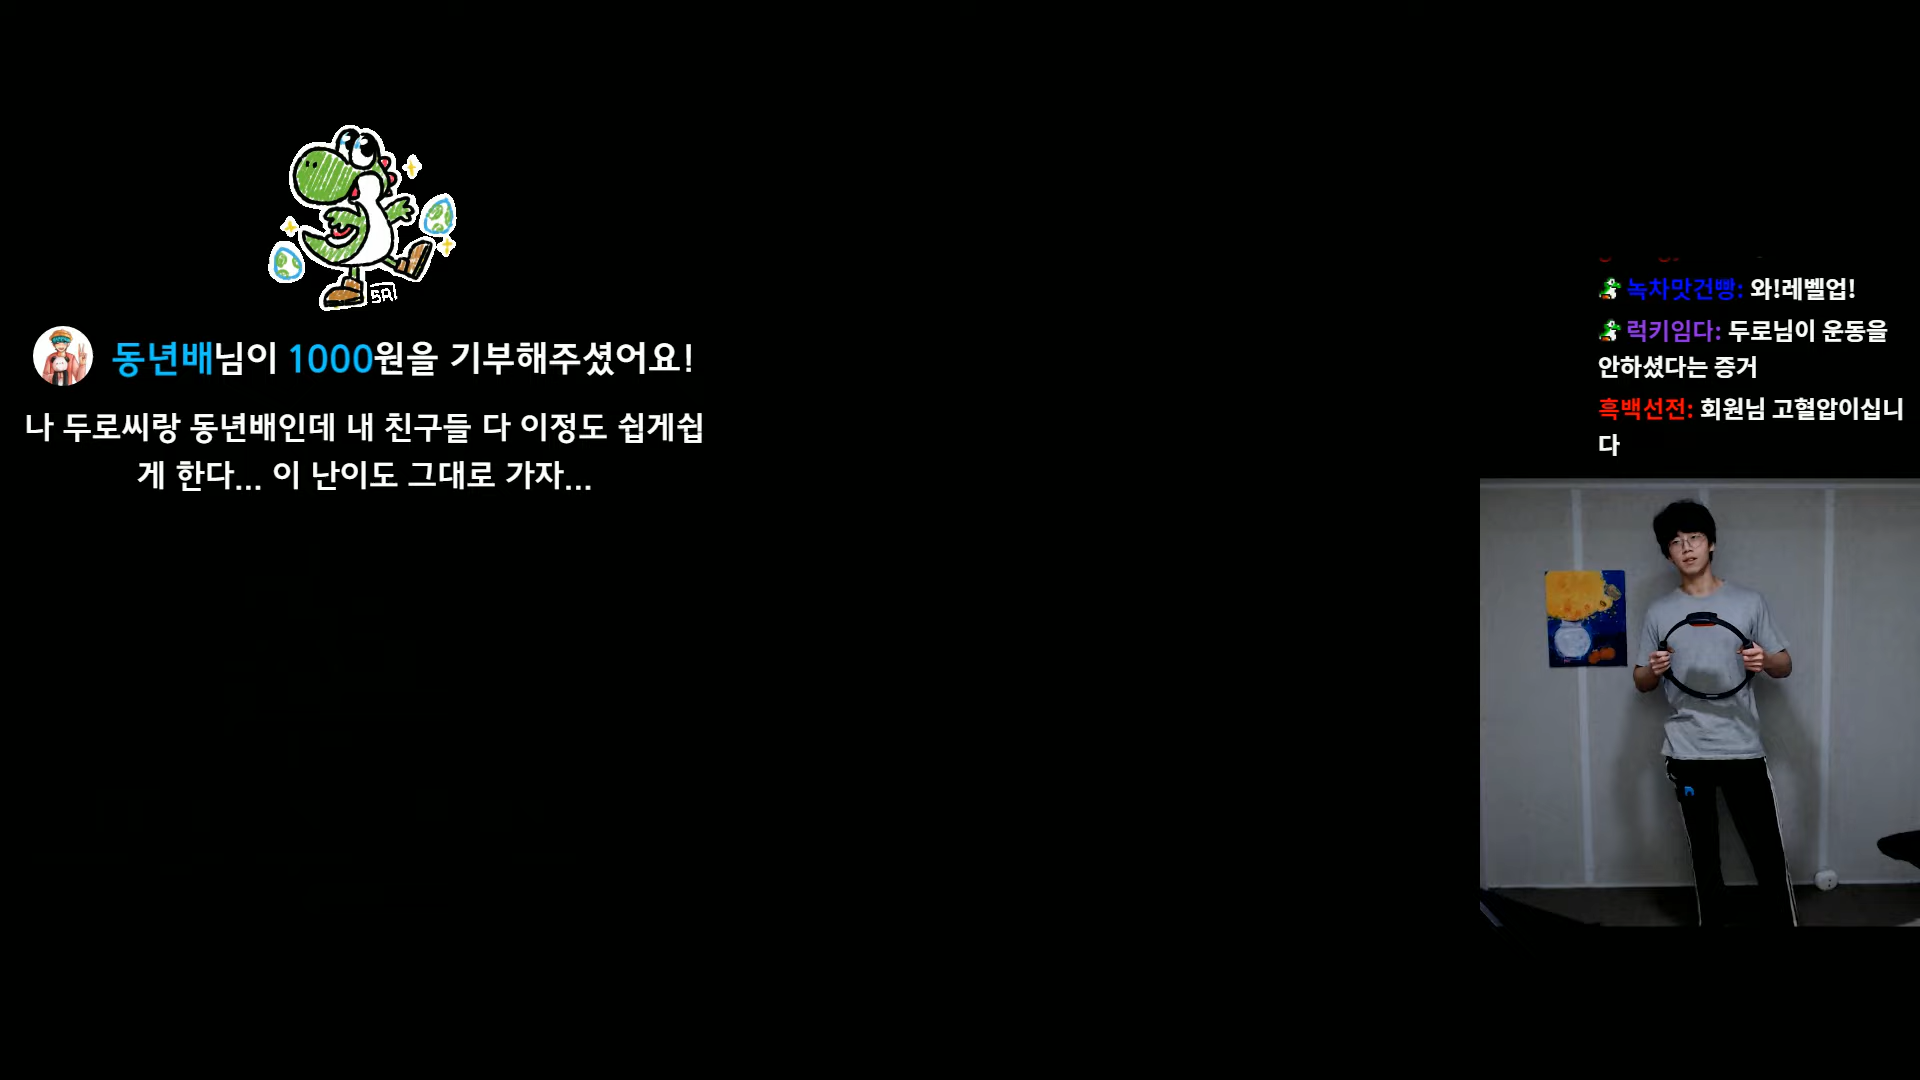 SAI
동년배님이 1000원을 기부해주셨어요!
나 두로씨랑 동년배인데 내 친구들 다 이정도 쉽게쉽
게 한다... 이 난이도 그대로 가자...
녹차맛건빵: 와!레벨업!
럭키임다: 두로님이 운동을
안하셨다는 증거
흑백선전: 회원님 고혈압이십니
다